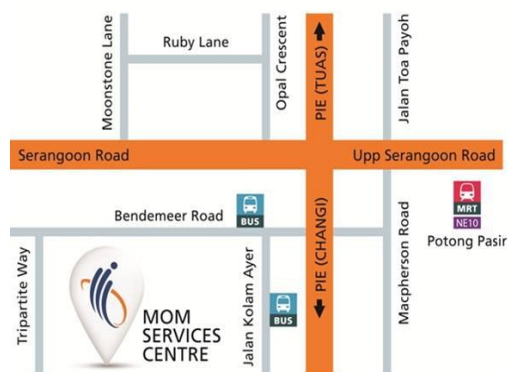 Moonstone Lane
Ruby Lane
Opal Crescent
PIE (TUAS)
Jalan Toa Payoh
Serangoon Road
Upp Serangoon Road
Bendemeer Road
BUS
PIE (CHANGI)
Macpherson Road
MRT
NE10
Potong Pasir
Tripartite Way
MOM
SERVICES
CENTRE
Jalan Kolam Ayer
BUS